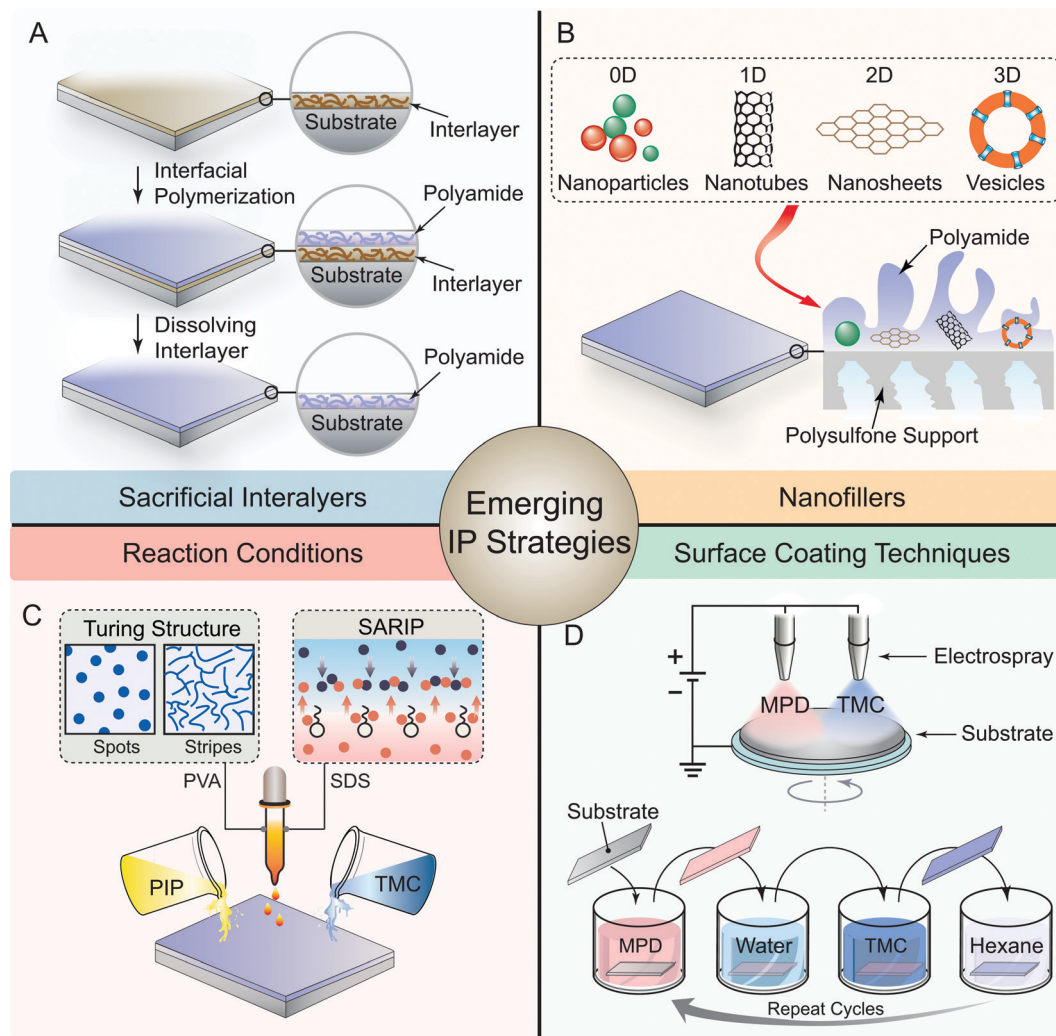 A
Substrate
Interlayer
Interfacial
Polymerization
Polyamide
Substrate
Interlayer
Dissolving
Interlayer
Polyamide
Substrate
B
0D
1D
2D
3D
Nanoparticles
Nanotubes
Nanosheets
Vesicles
Polyamide
Polysulfone Support
Sacrificial Interalyers
Nanofillers
Emerging
IP Strategies
Reaction Conditions
Surface Coating Techniques
C
Turing Structure
Spots
Stripes
SARIP
PVA
SDS
PIP
TMC
D
+
−
MPD
TMC
Electrospray
Substrate
Substrate
MPD
Water
TMC
Hexane
Repeat Cycles